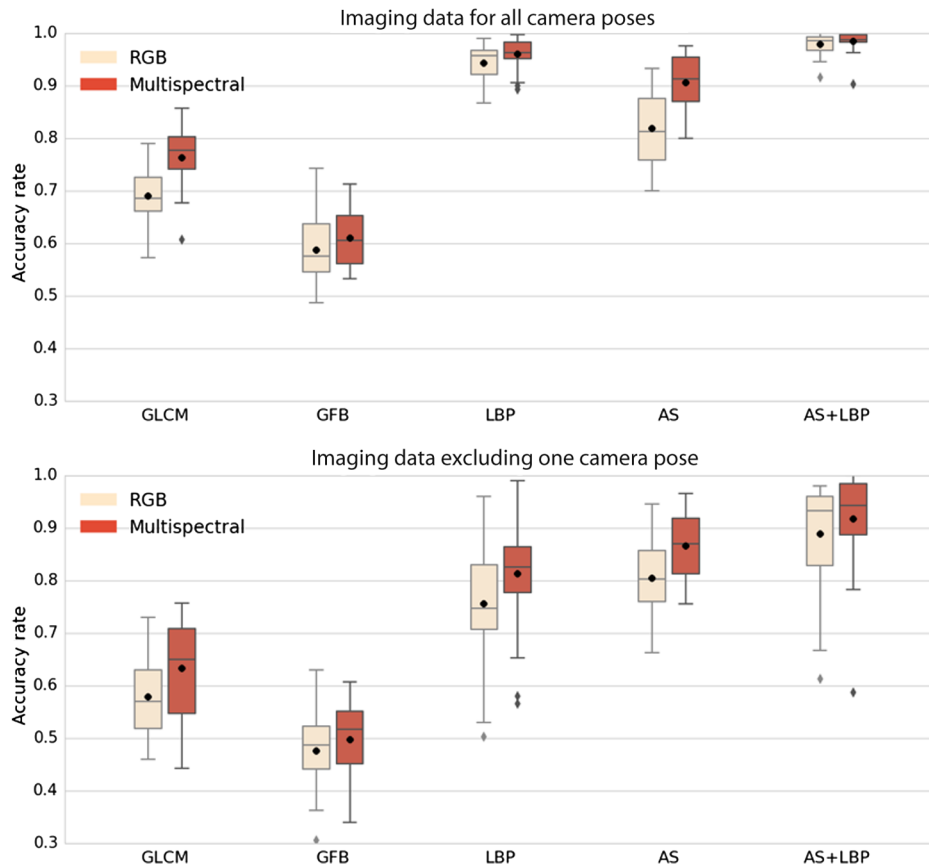 Imaging data for all camera poses
1.0
0.9
0.8
0.7
0.6
0.5
0.4
0.3
Accuracy rate
RGB
Multispectral
GLCM GFB LBP AS AS+LBP
Imaging data excluding one camera pose
1.0
0.9
0.8
0.7
0.6
0.5
0.4
0.3
Accuracy rate
RGB
Multispectral
GLCM GFB LBP AS AS+LBP